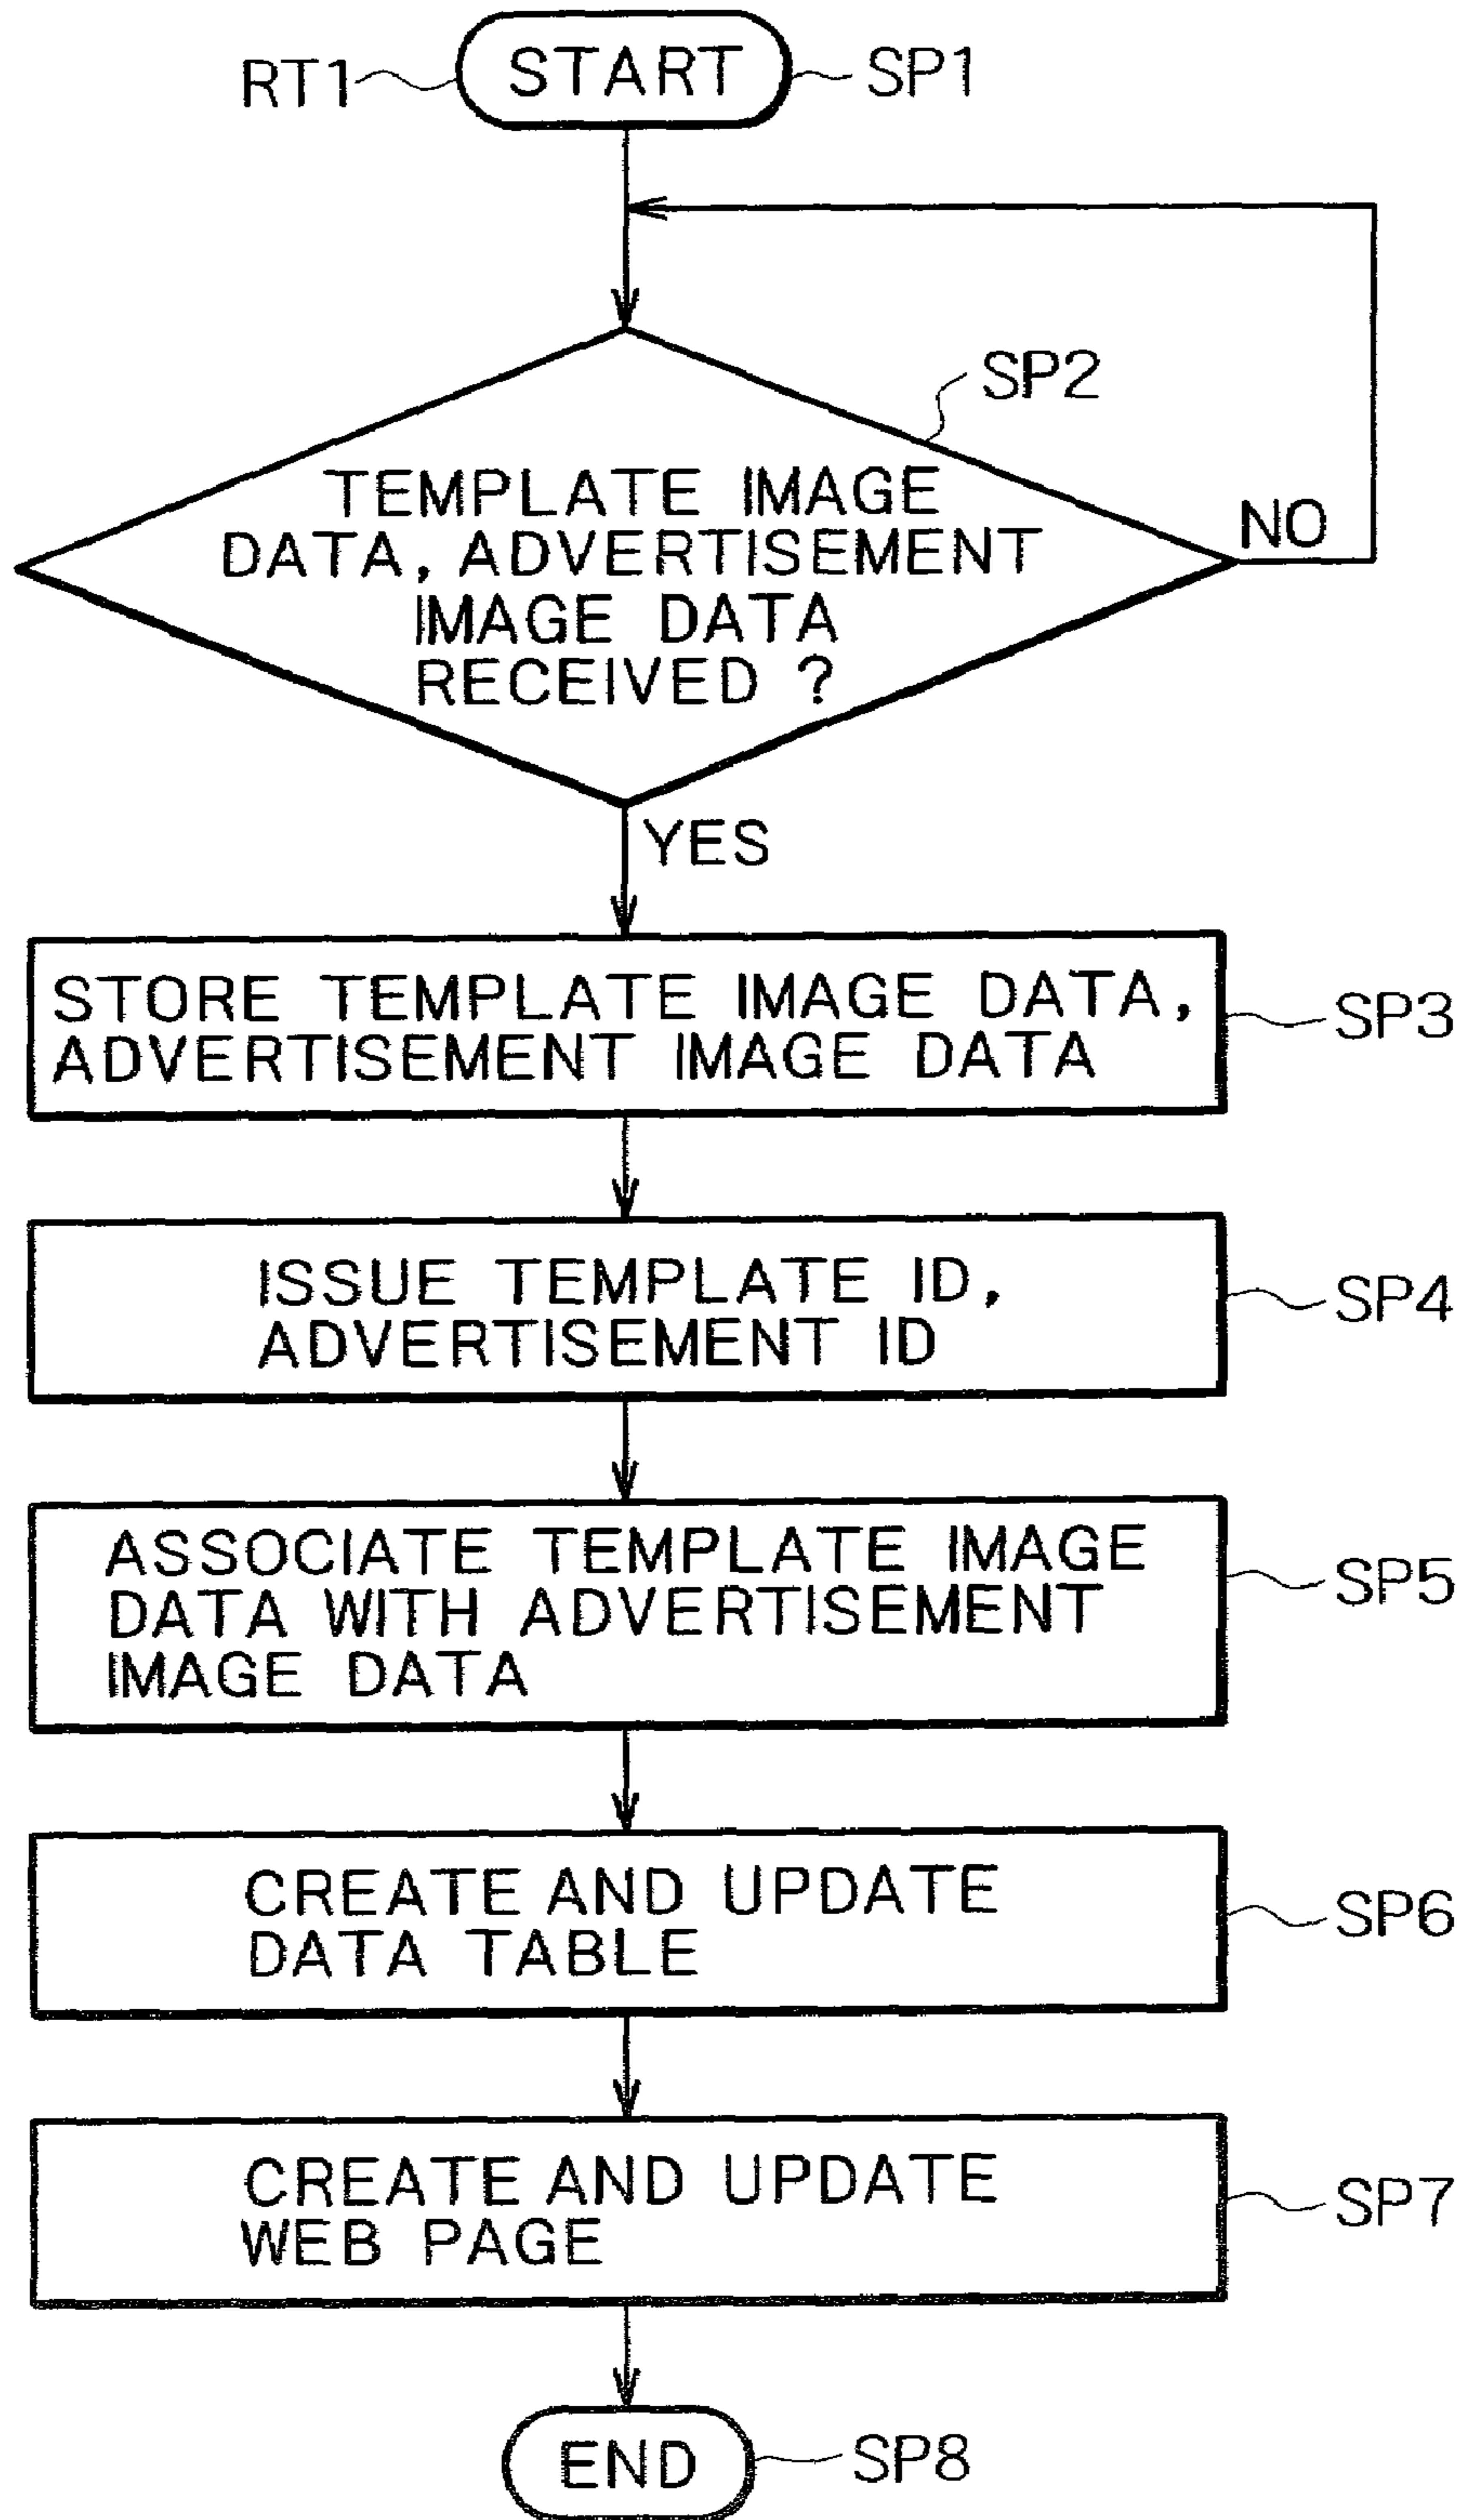 RT1
START
SP1
SP2
TEMPLATE IMAGE
DATA, ADVERTISEMENT
IMAGE DATA
RECEIVED ?
NO
YES
STORE TEMPLATE IMAGE DATA,
ADVERTISEMENT IMAGE DATA
SP3
ISSUE TEMPLATE ID,
ADVERTISEMENT ID
SP4
ASSOCIATE TEMPLATE IMAGE
DATA WITH ADVERTISEMENT
IMAGE DATA
SP5
CREATE AND UPDATE
DATA TABLE
SP6
CREATE AND UPDATE
WEB PAGE
SP7
END
SP8